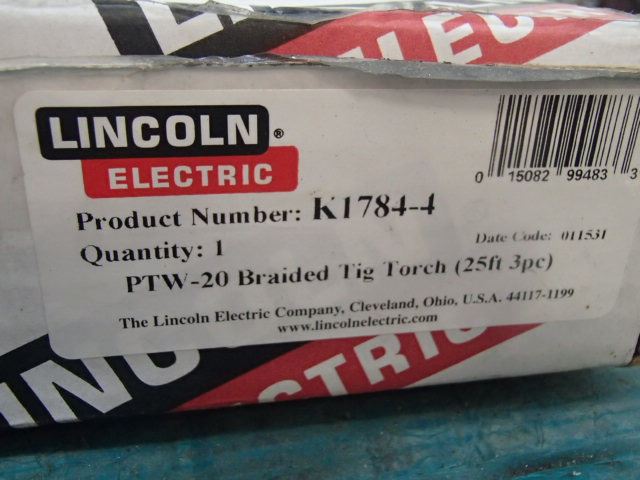 ELECTRIC
LINCOLN®
ELECTRIC
0 15082 99483 3
Product Number: K1784-4
Quantity: 1
Date Code: 011531
PTW-20 Braided Tig Torch (25ft 3pc)
The Lincoln Electric Company, Cleveland, Ohio, U.S.A. 44117-1199
www.lincolnelectric.com